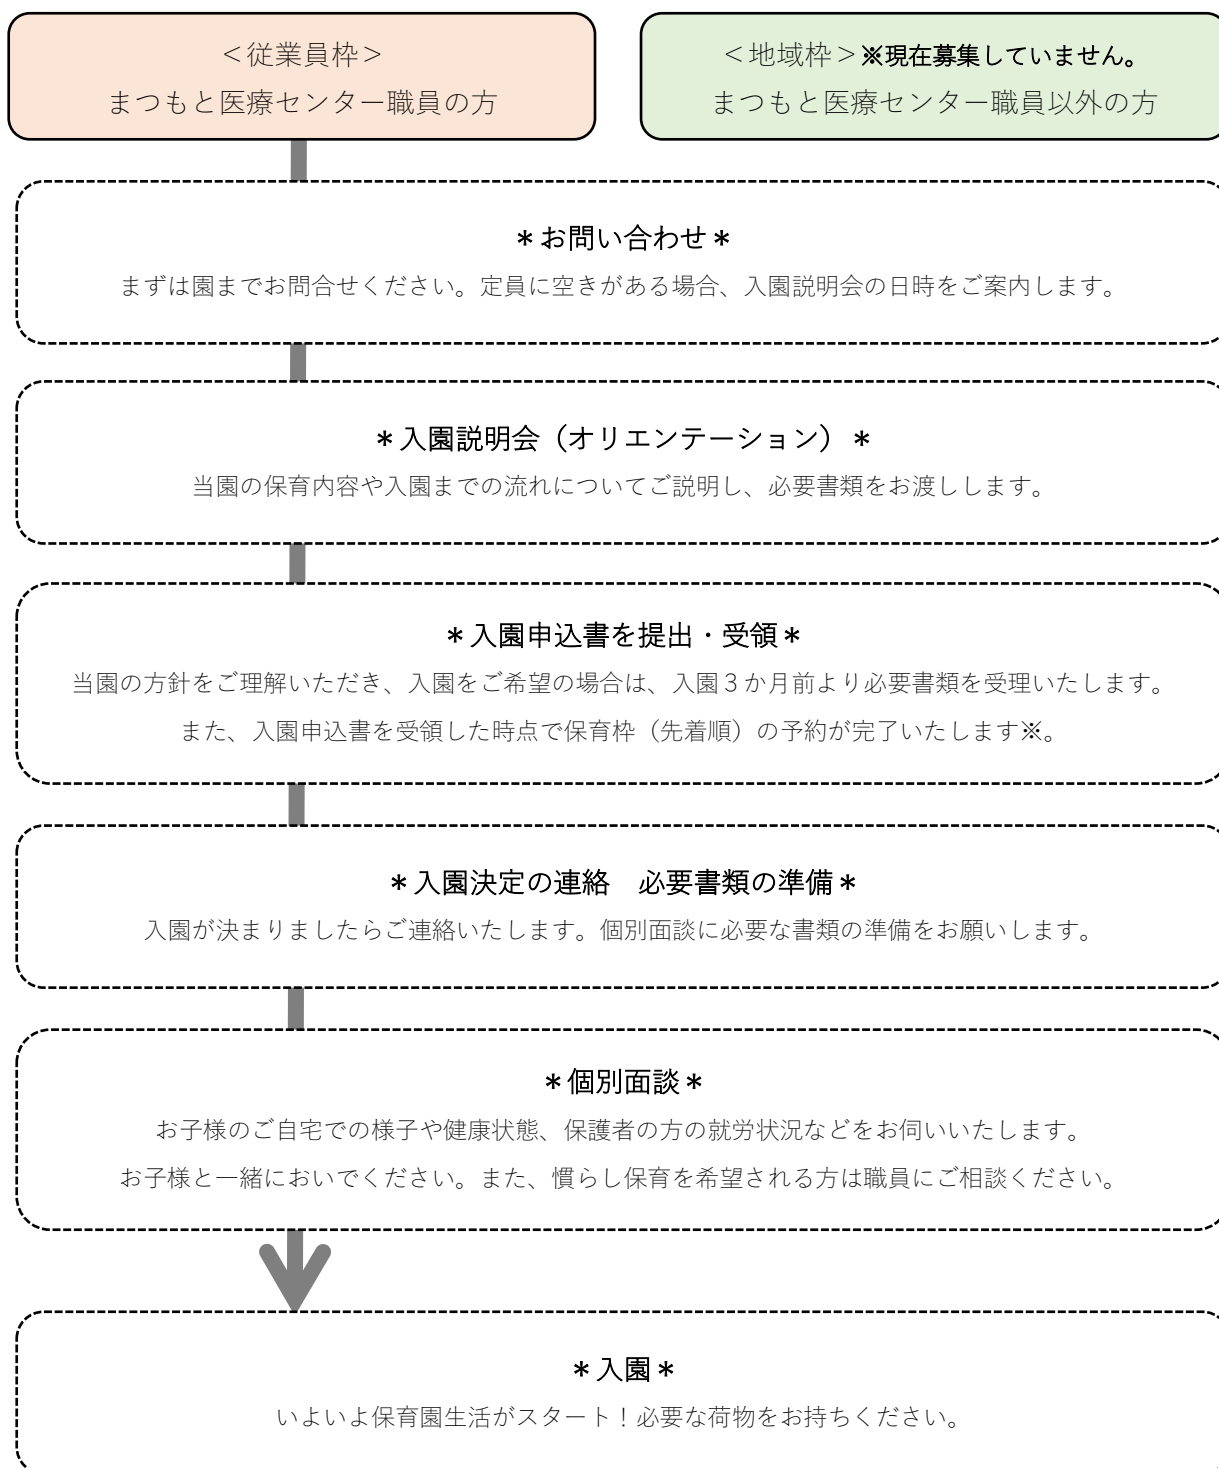 ＜従業員枠＞
まつもと医療センター職員の方
＜地域枠＞※現在募集していません。
まつもと医療センター職員以外の方
＊お問い合わせ＊
まずは園までお問合せください。定員に空きがある場合、入園説明会の日時をご案内します。
＊入園説明会（オリエンテーション）＊
当園の保育内容や入園までの流れについてご説明し、必要書類をお渡しします。
＊入園申込書を提出・受領＊
当園の方針をご理解いただき、入園をご希望の場合は、入園３か月前より必要書類を受理いたします。
また、入園申込書を受領した時点で保育枠（先着順）の予約が完了いたします※。
＊入園決定の連絡　必要書類の準備＊
入園が決まりましたらご連絡いたします。個別面談に必要な書類の準備をお願いします。
＊個別面談＊
お子様のご自宅での様子や健康状態、保護者の方の就労状況などをお伺いいたします。
お子様と一緒においでください。また、慣らし保育を希望される方は職員にご相談ください。
＊入園＊
いよいよ保育園生活がスタート！必要な荷物をお持ちください。